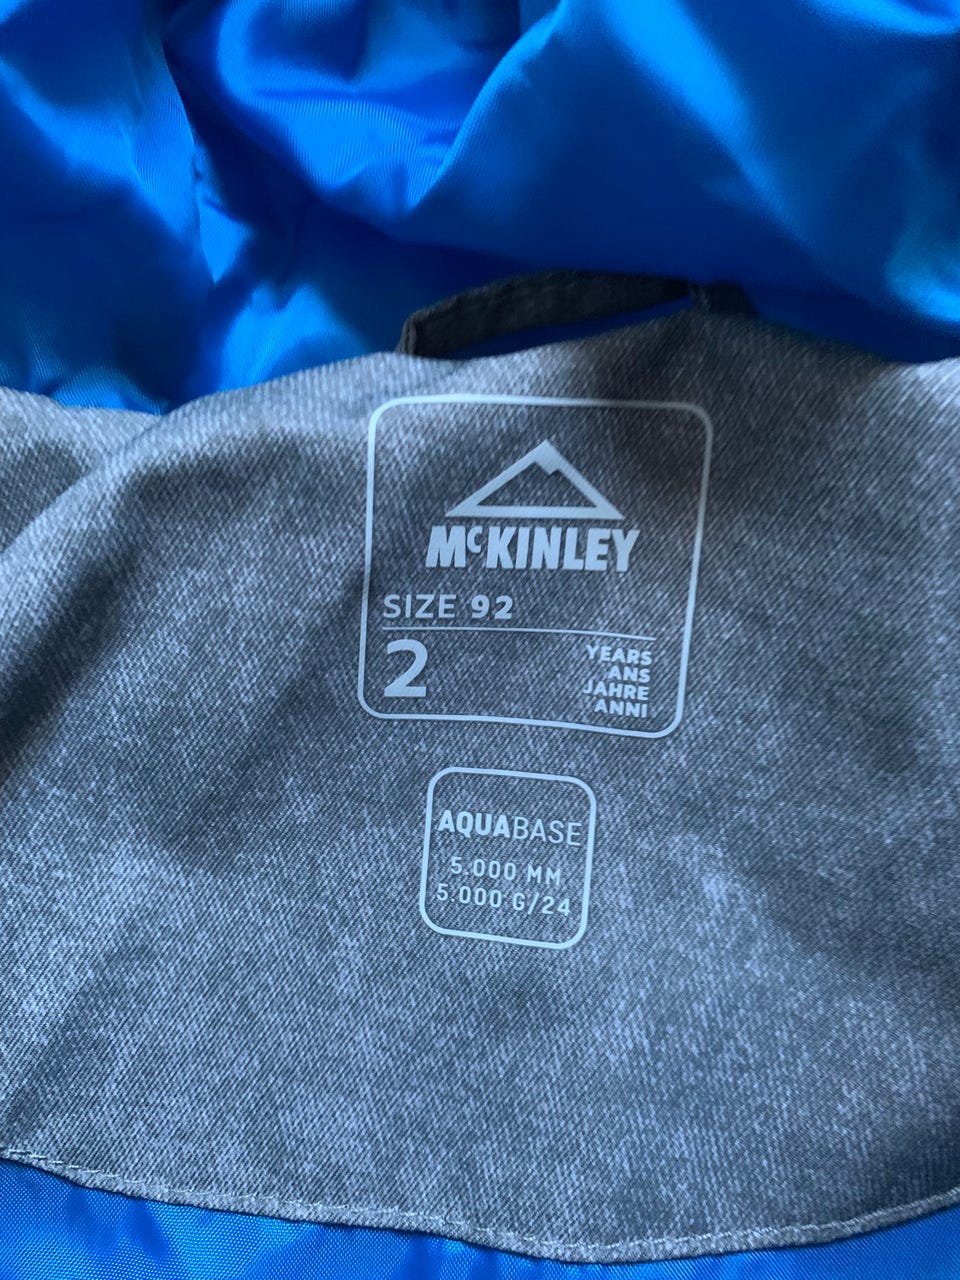 McKINLEY
SIZE 92
2
YEARS
ANS
JAHRE
ANNI
AQUABASE
5.000 MM
5.000 G/24